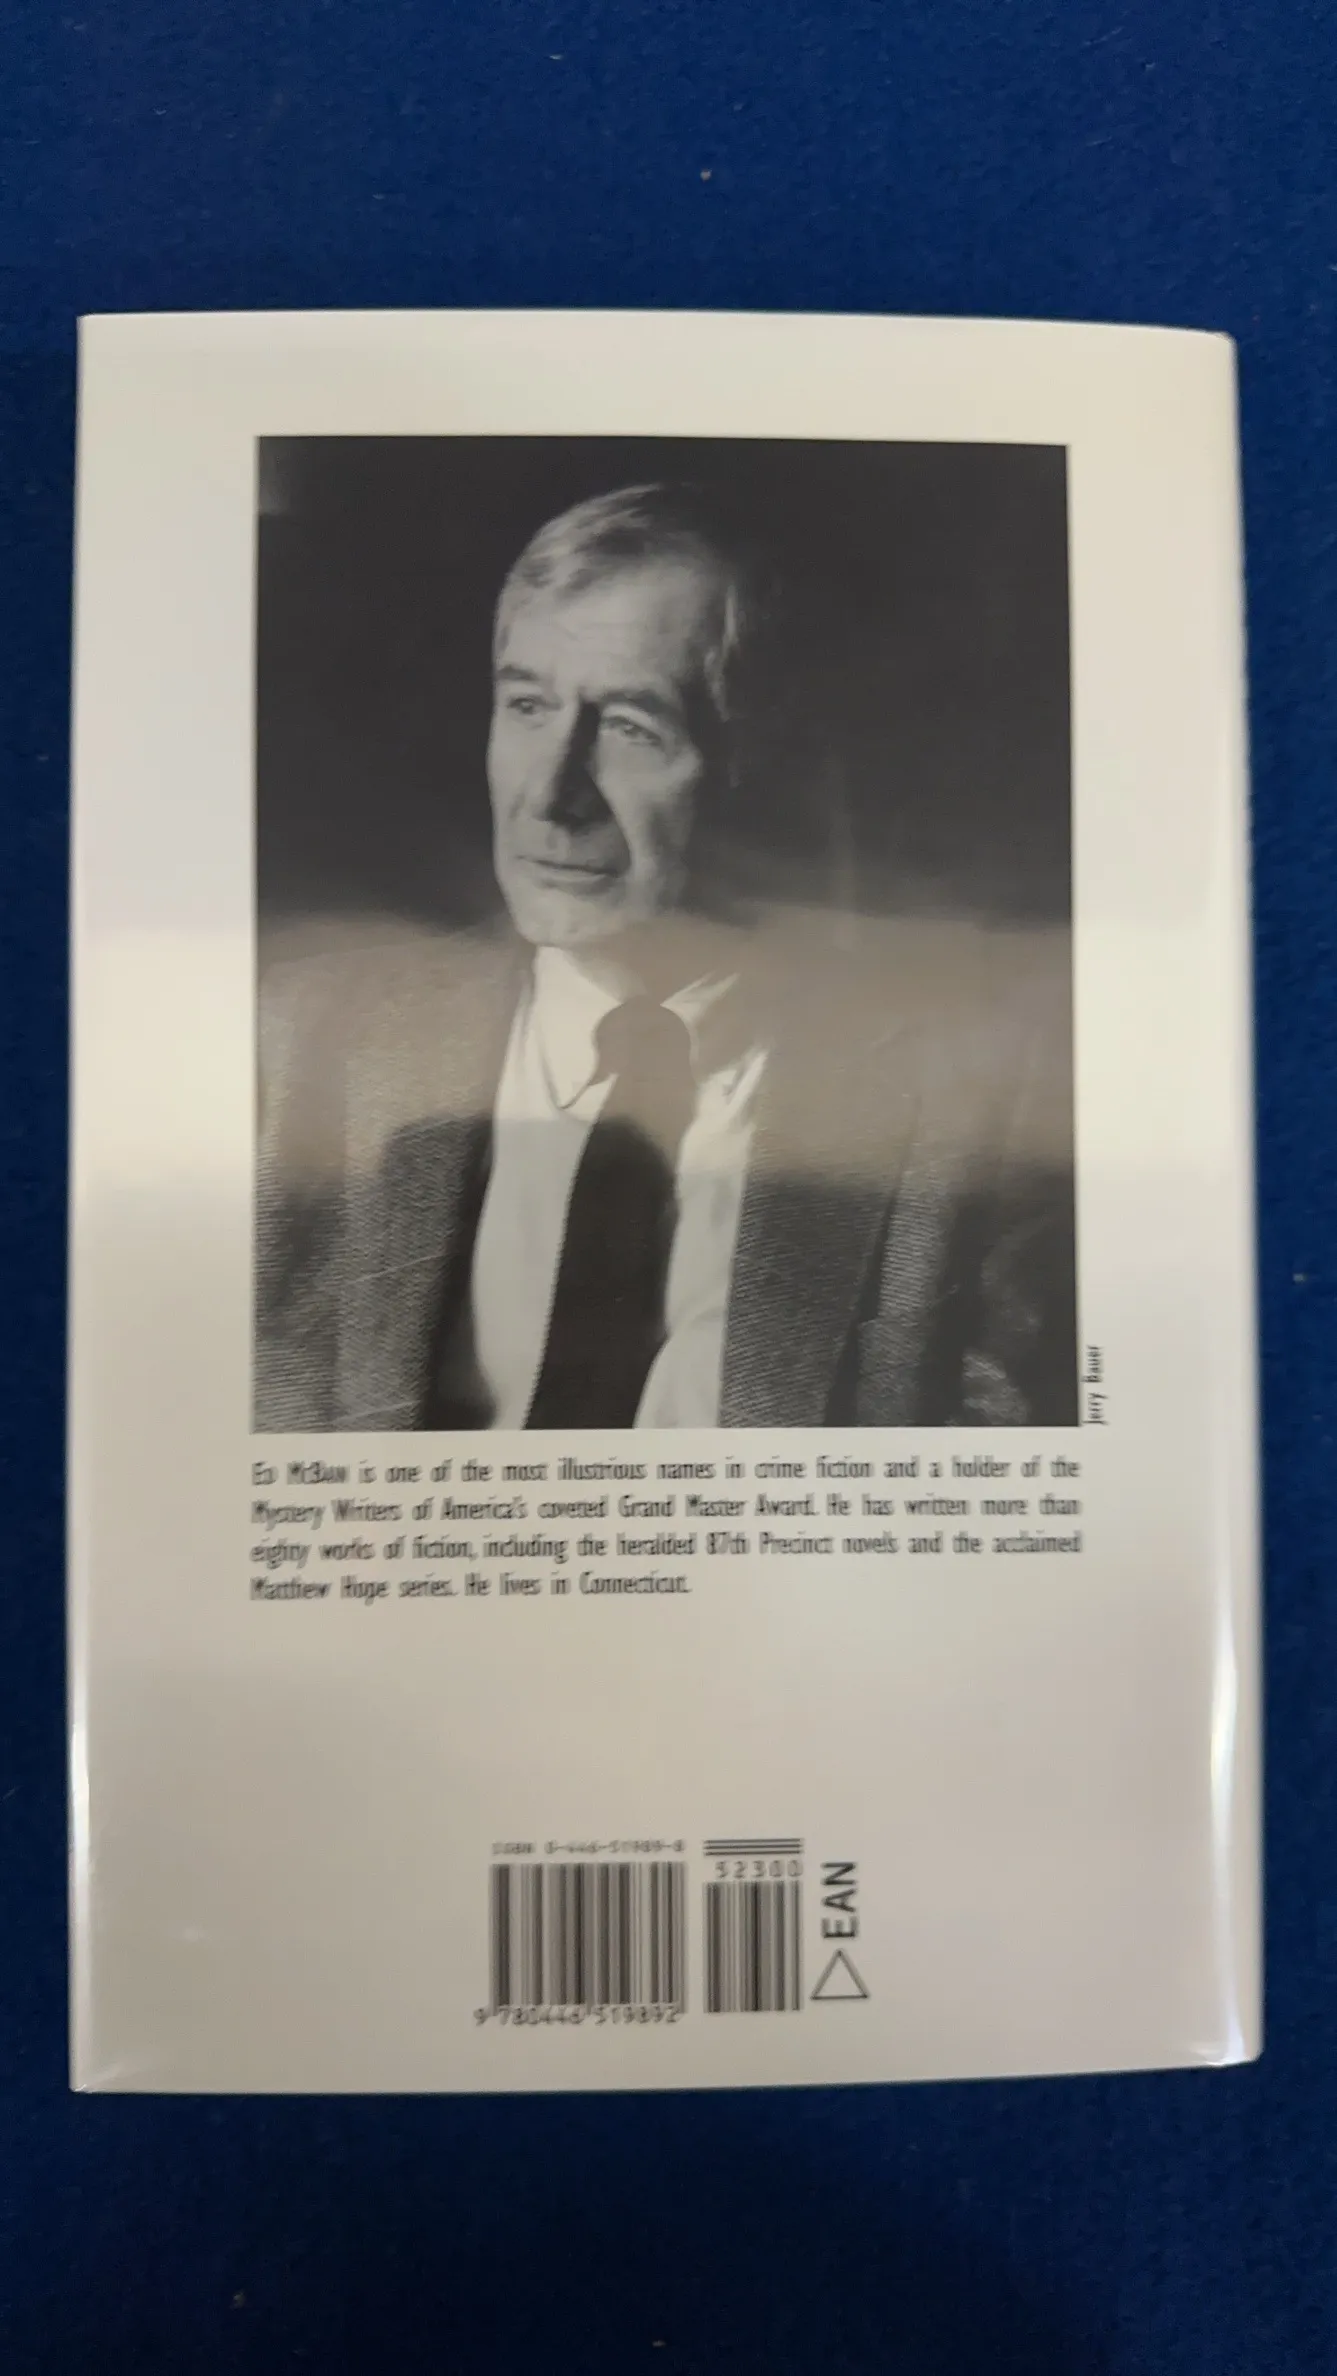 Jerry Bauer
Ed McBain is one of the most illustrious names in crime fiction and a holder of the
Mystery Writers of America's coveted Grand Master Award. He has written more than
eighty works of fiction, including the heralded 87th Precinct novels and the acclaimed
Matthew Hope series. He lives in Connecticut.
ISBN 0-446-51989-8
52300
EAN
9 780446 519892